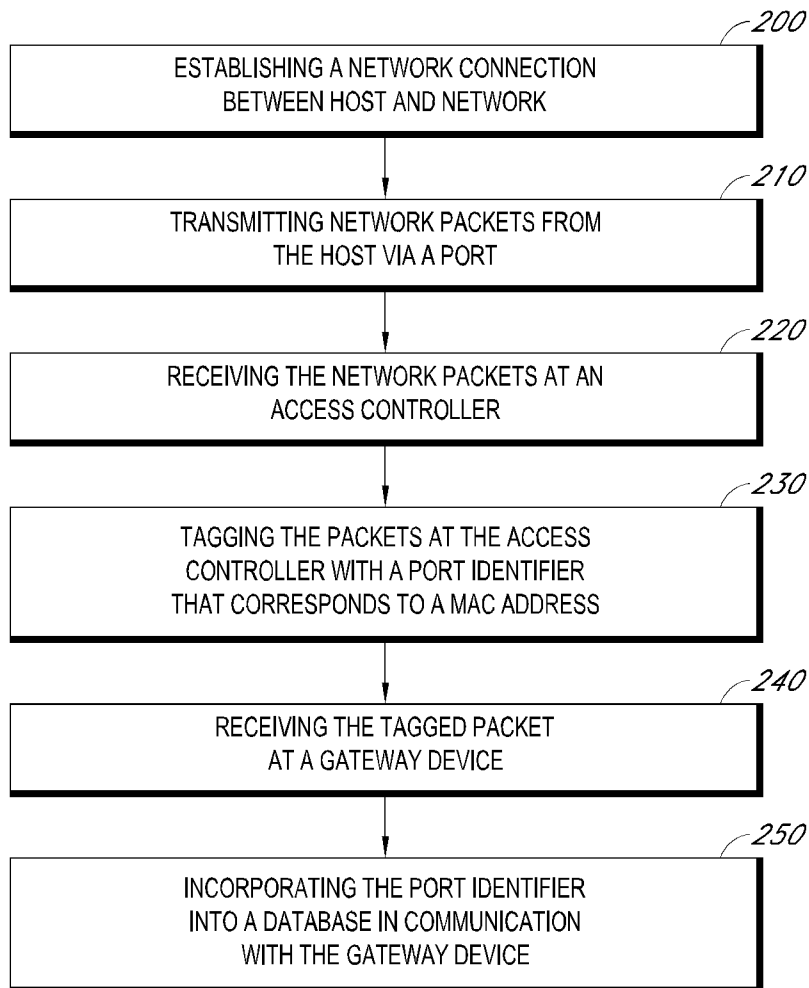 200
ESTABLISHING A NETWORK CONNECTION
BETWEEN HOST AND NETWORK
210
TRANSMITTING NETWORK PACKETS FROM
THE HOST VIA A PORT
220
RECEIVING THE NETWORK PACKETS AT AN
ACCESS CONTROLLER
230
TAGGING THE PACKETS AT THE ACCESS
CONTROLLER WITH A PORT IDENTIFIER
THAT CORRESPONDS TO A MAC ADDRESS
240
RECEIVING THE TAGGED PACKET
AT A GATEWAY DEVICE
250
INCORPORATING THE PORT IDENTIFIER
INTO A DATABASE IN COMMUNICATION
WITH THE GATEWAY DEVICE